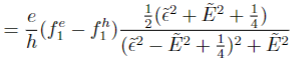 $= \frac{e}{h}(f_1^e - f_1^h)\frac{\frac{1}{2}(\tilde{\epsilon}^2 + \tilde{E}^2 + \frac{1}{4})}{(\tilde{\epsilon}^2 - \tilde{E}^2 + \frac{1}{4})^2 + \tilde{E}^2}$